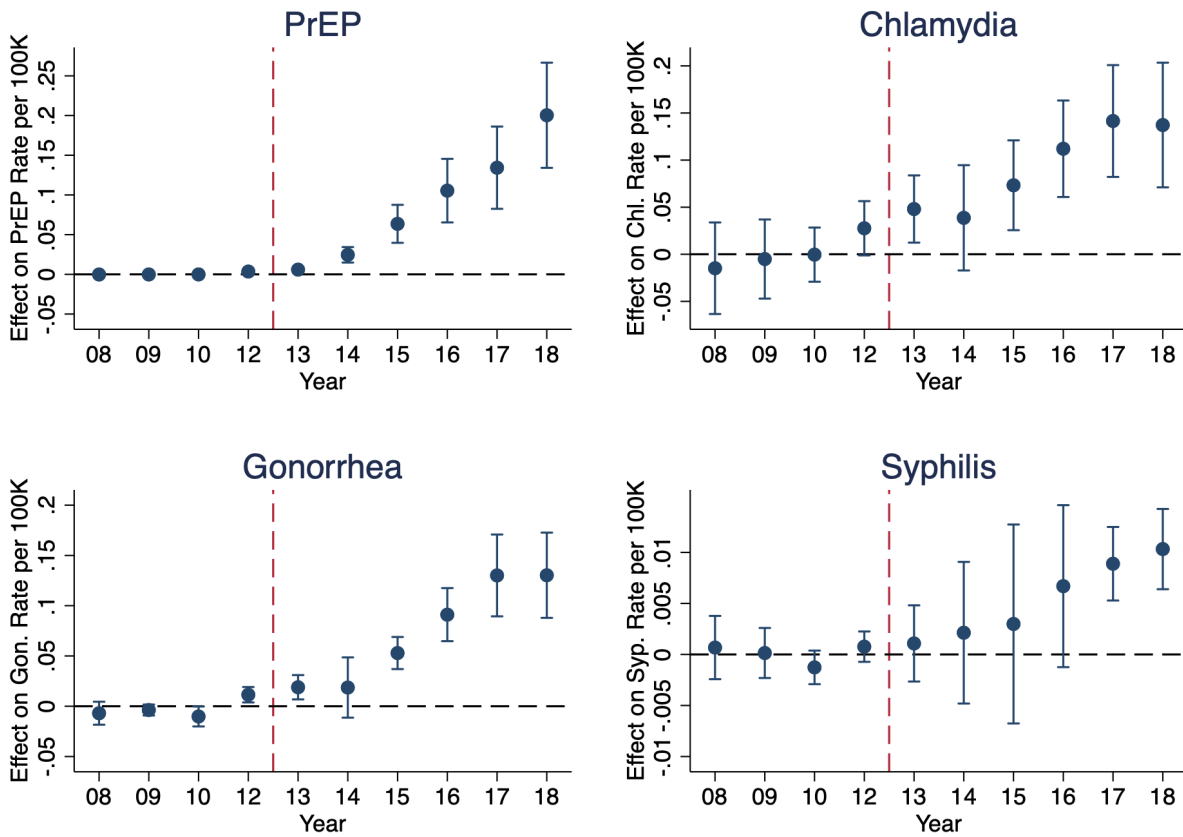 PrEP
Effect on PrEP Rate per 100K
.25
.2
.15
.1
.05
0
-.05
08 09 10 12 13 14 15 16 17 18
Year
Chlamydia
Effect on Chl. Rate per 100K
.2
.15
.1
.05
0
-.05
08 09 10 12 13 14 15 16 17 18
Year
Gonorrhea
Effect on Gon. Rate per 100K
.2
.15
.1
.05
0
-.05
08 09 10 12 13 14 15 16 17 18
Year
Syphilis
Effect on Syp. Rate per 100K
.01
.005
0
-.005
-.01
08 09 10 12 13 14 15 16 17 18
Year